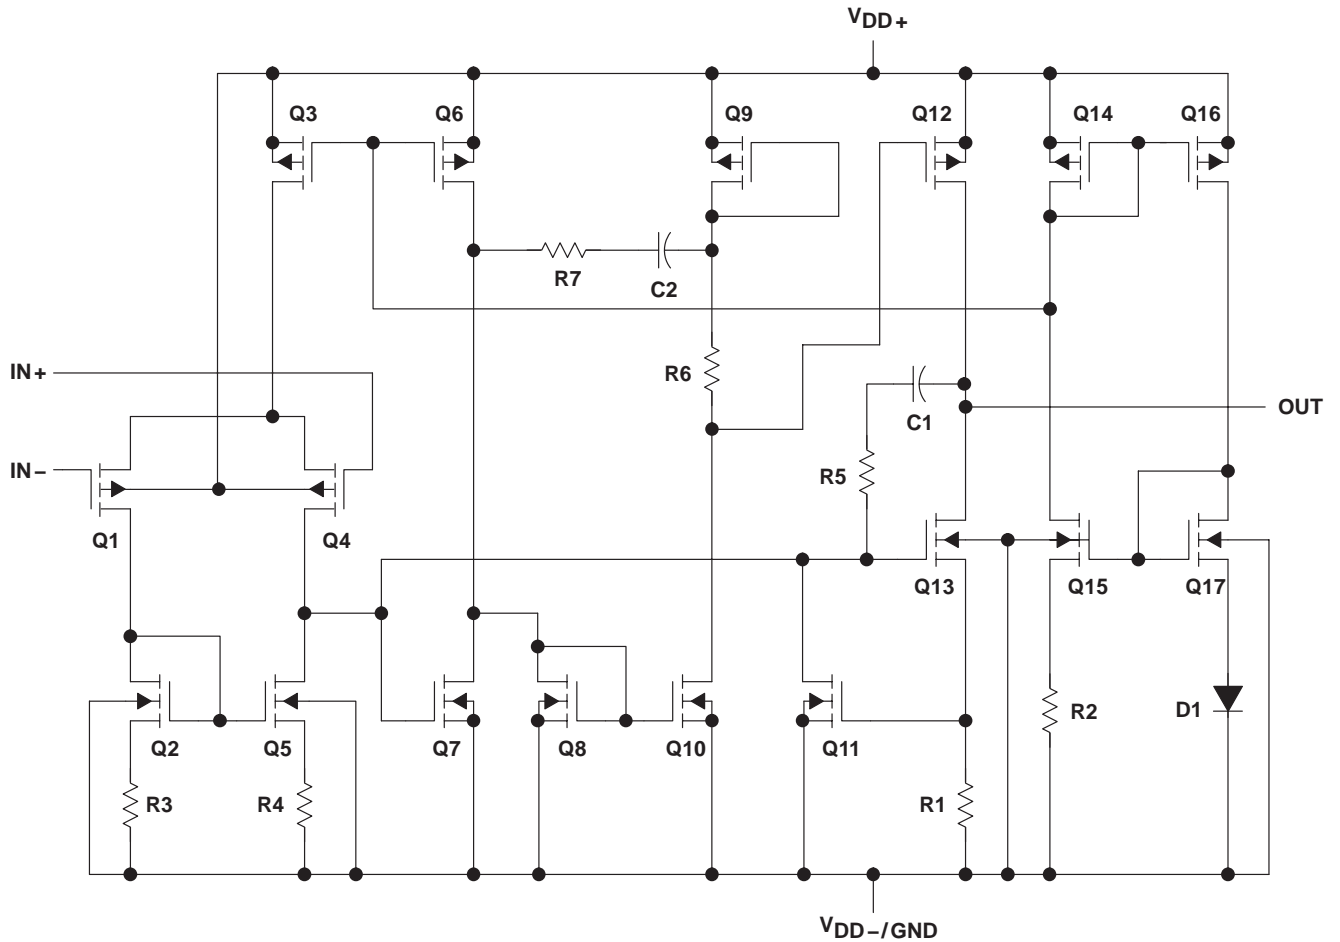 VDD+
Q3
Q6
Q9
Q12
Q14
Q16
R7
C2
IN+
R6
C1
OUT
IN−
R5
Q1
Q4
Q13
Q15
Q17
Q2
Q5
Q7
Q8
Q10
Q11
R2
D1
R3
R4
R1
VDD−/GND